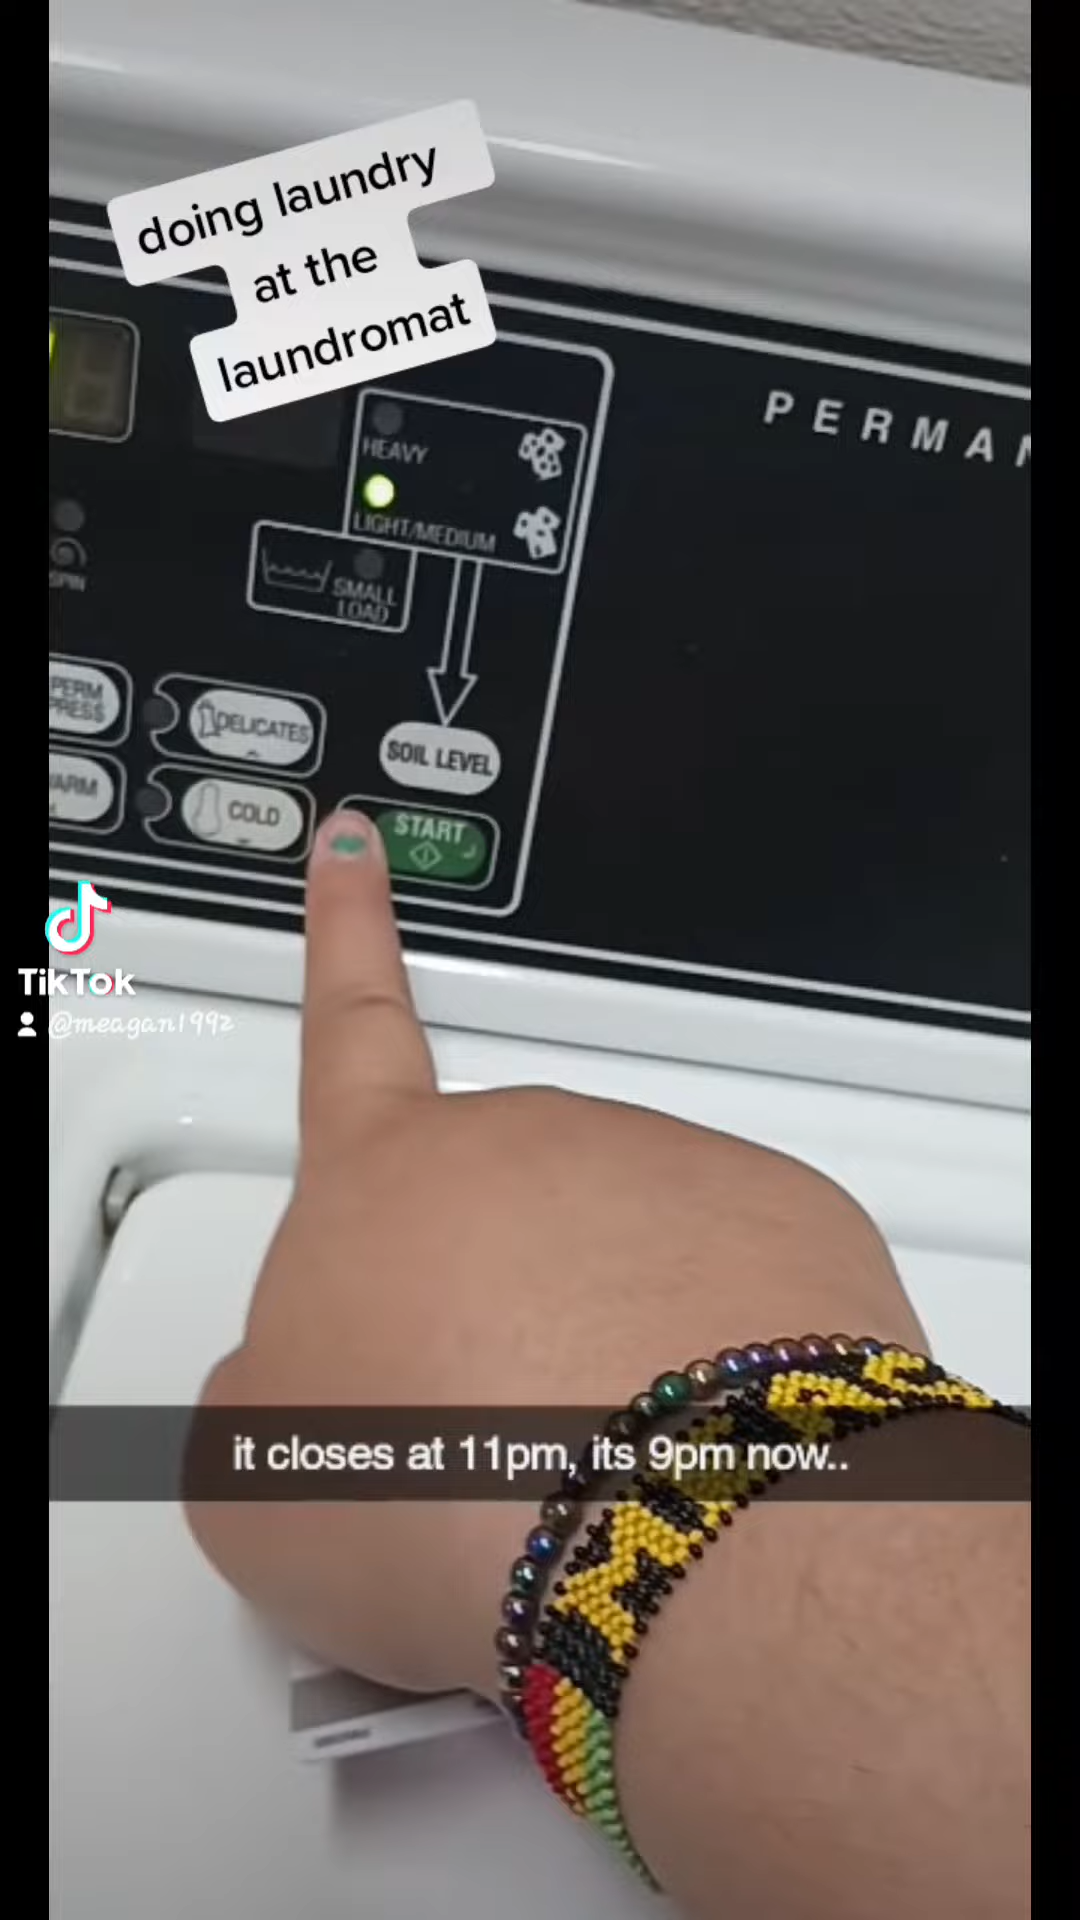 doing laundry
at the
laundromat
PERMA
HEAVY
LIGHT/MEDIUM
SMALL
LOAD
SPIN
PERM
PRESS
DELICATES
SOIL LEVEL
WARM
COLD
START
TikTok
@meagan1992
it closes at 11pm, its 9pm now..